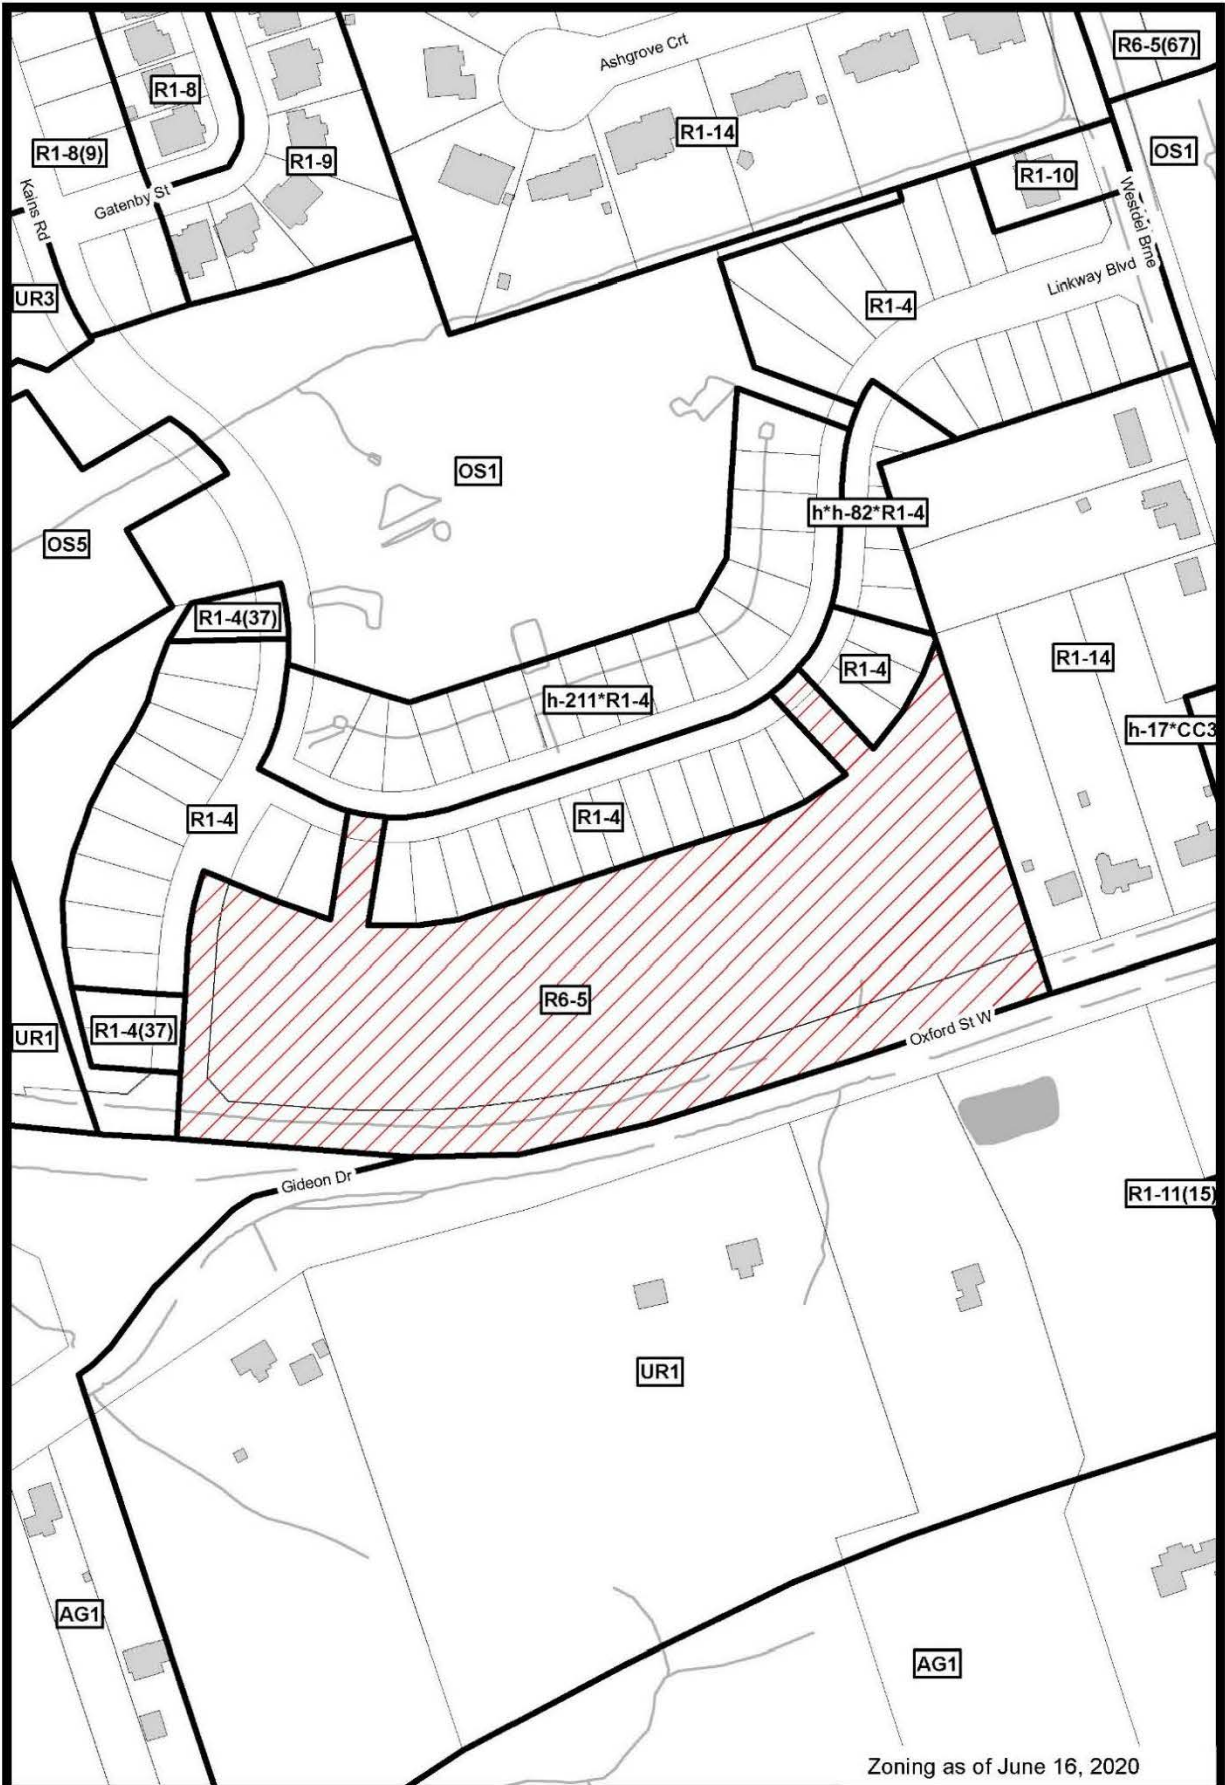 R6-5(67)
Ashgrove Crt
R1-8
R1-14
R1-8(9)
R1-9
OS1
R1-10
Kains Rd
Gatenby St
Westdel Brne
Linkway Blvd
UR3
R1-4
OS1
h*h-82*R1-4
OS5
R1-4(37)
R1-14
R1-4
h-211*R1-4
h-17*CC3
R1-4
R1-4
R6-5
R1-4(37)
UR1
Oxford St W
Gideon Dr
R1-11(15)
UR1
AG1
AG1
Zoning as of June 16, 2020